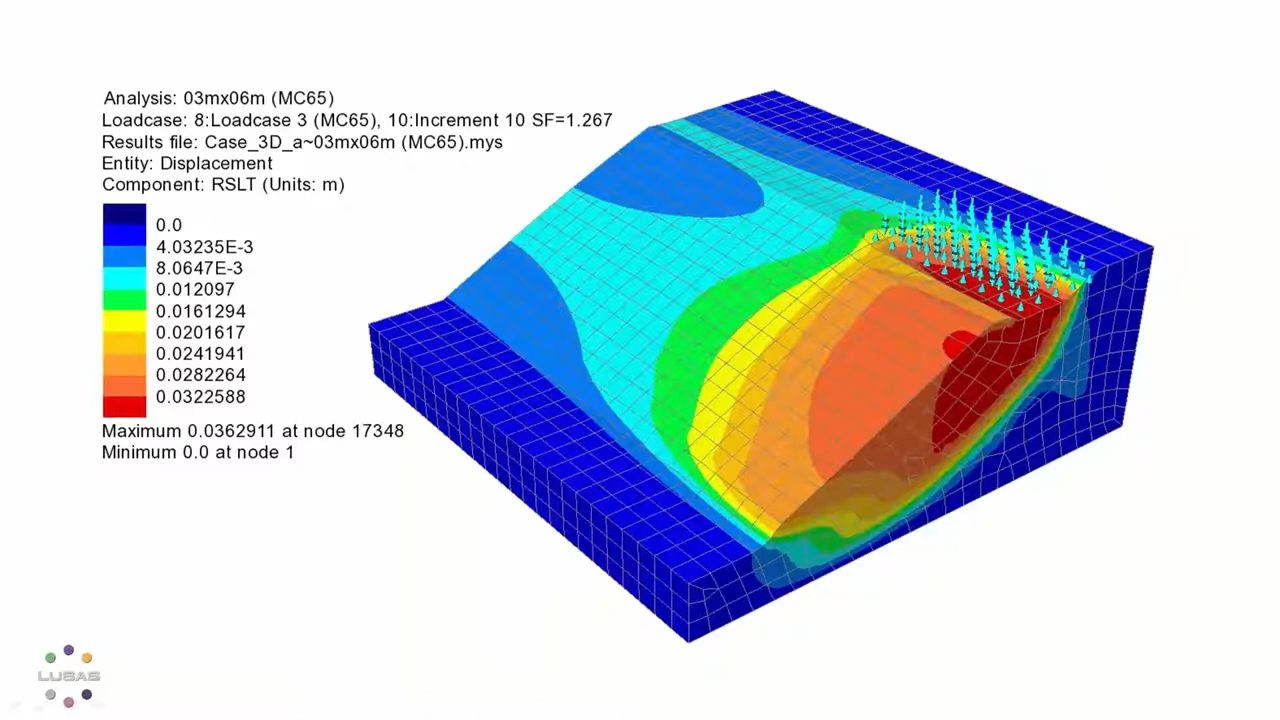 Analysis: 03mx06m (MC65)
Loadcase: 8:Loadcase 3 (MC65), 10:Increment 10 SF=1.267
Results file: Case_3D_a~03mx06m (MC65).mys
Entity: Displacement
Component: RSLT (Units: m)
0.0
4.03235E-3
8.0647E-3
0.012097
0.0161294
0.0201617
0.0241941
0.0282264
0.0322588
Maximum 0.0362911 at node 17348
Minimum 0.0 at node 1
LUSAS